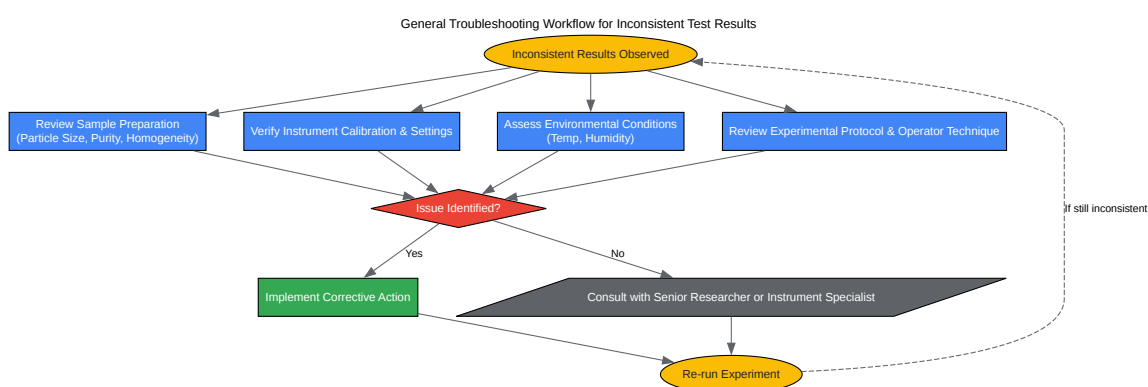 General Troubleshooting Workflow for Inconsistent Test Results
Inconsistent Results Observed
Review Sample Preparation
(Particle Size, Purity, Homogeneity)
Verify Instrument Calibration & Settings
Assess Environmental Conditions
(Temp, Humidity)
Review Experimental Protocol & Operator Technique
Issue Identified?
If still inconsistent
Yes
No
Implement Corrective Action
Consult with Senior Researcher or Instrument Specialist
Re-run Experiment